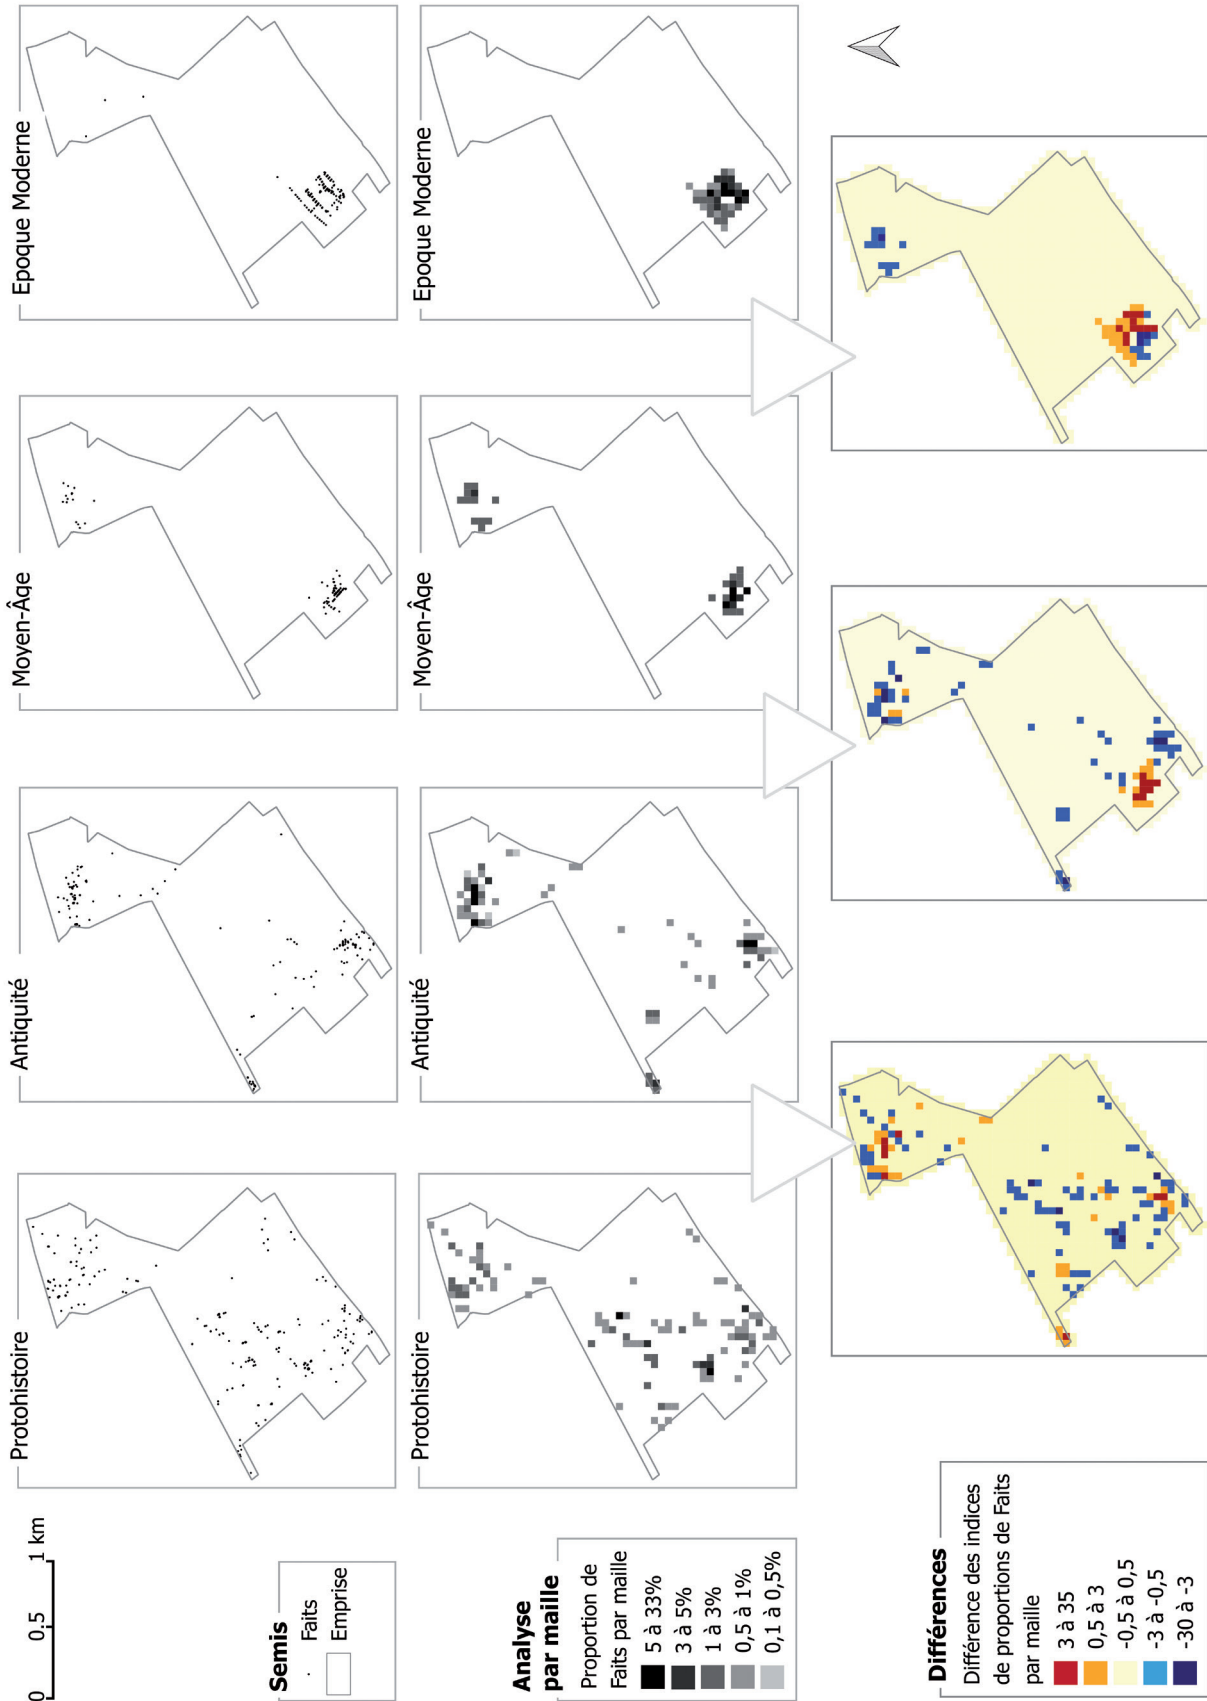 0 0.5 1 km
Semis
Faits
Emprise
Protohistoire
Antiquité
Moyen-Âge
Epoque Moderne
Analyse
par maille
Proportion de
Faits par maille
5 à 33%
3 à 5%
1 à 3%
0,5 à 1%
0,1 à 0,5%
Protohistoire
Antiquité
Moyen-Âge
Epoque Moderne
Différences
Différence des indices
de proportions de Faits
par maille
3 à 35
0,5 à 3
-0,5 à 0,5
-3 à -0,5
-30 à -3